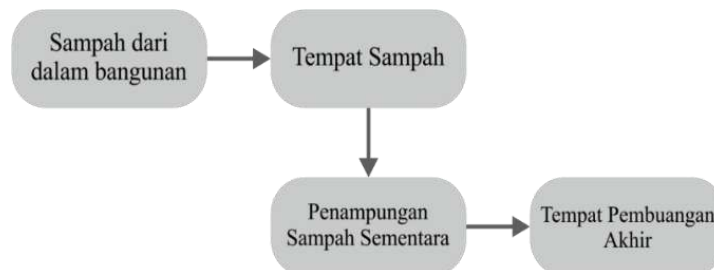 Sampah dari
dalam bangunan
Tempat Sampah
Penampungan
Sampah Sementara
Tempat Pembuangan
Akhir